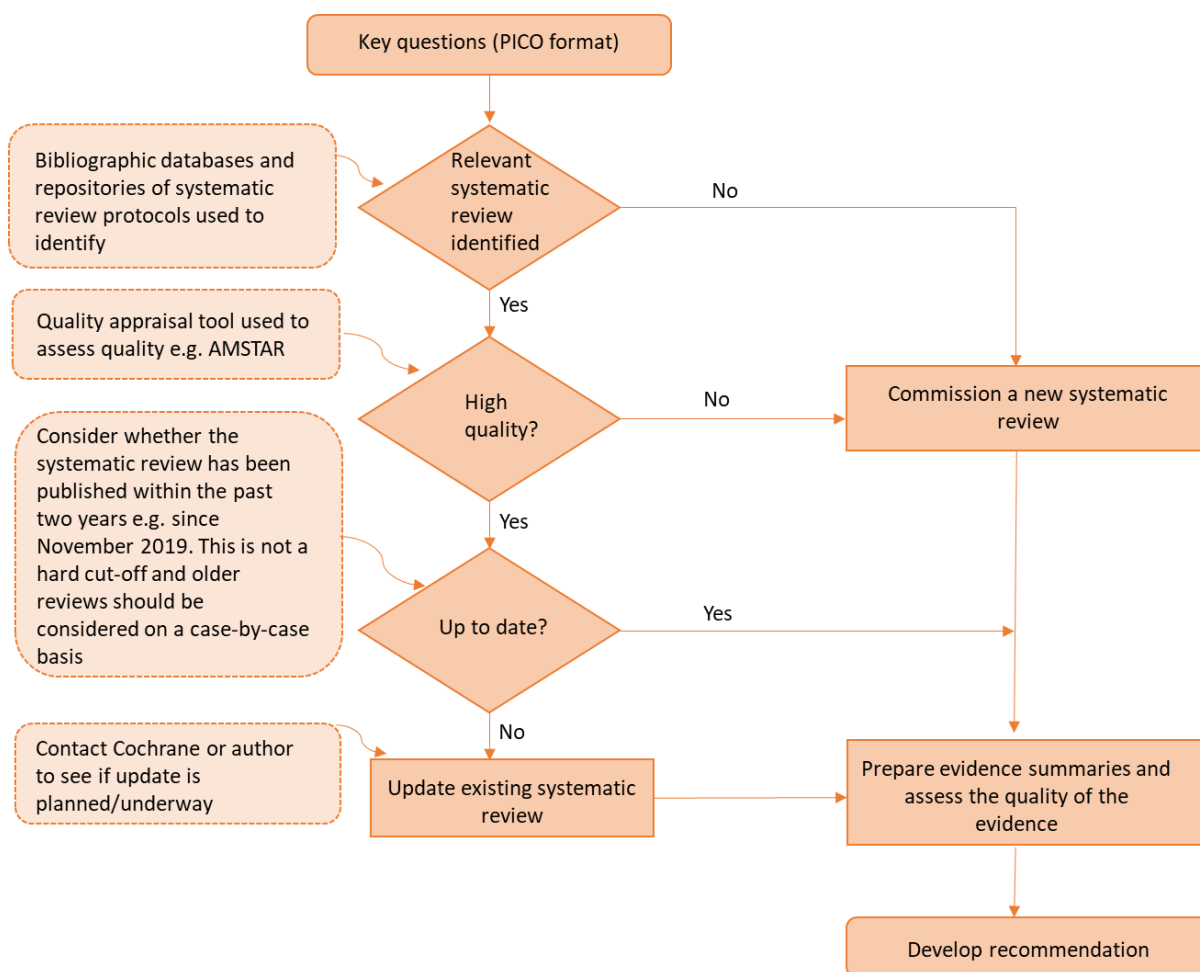 Key questions (PICO format)
Bibliographic databases and
repositories of systematic
review protocols used to
identify
Relevant
systematic
review
identified
No
Yes
Quality appraisal tool used to
assess quality e.g. AMSTAR
High
quality?
No
Commission a new systematic
review
Consider whether the
systematic review has been
published within the past
two years e.g. since
November 2019. This is not a
hard cut-off and older
reviews should be
considered on a case-by-case
basis
Yes
Up to date?
Yes
No
Contact Cochrane or author
to see if update is
planned/underway
Update existing systematic
review
Prepare evidence summaries and
assess the quality of the
evidence
Develop recommendation